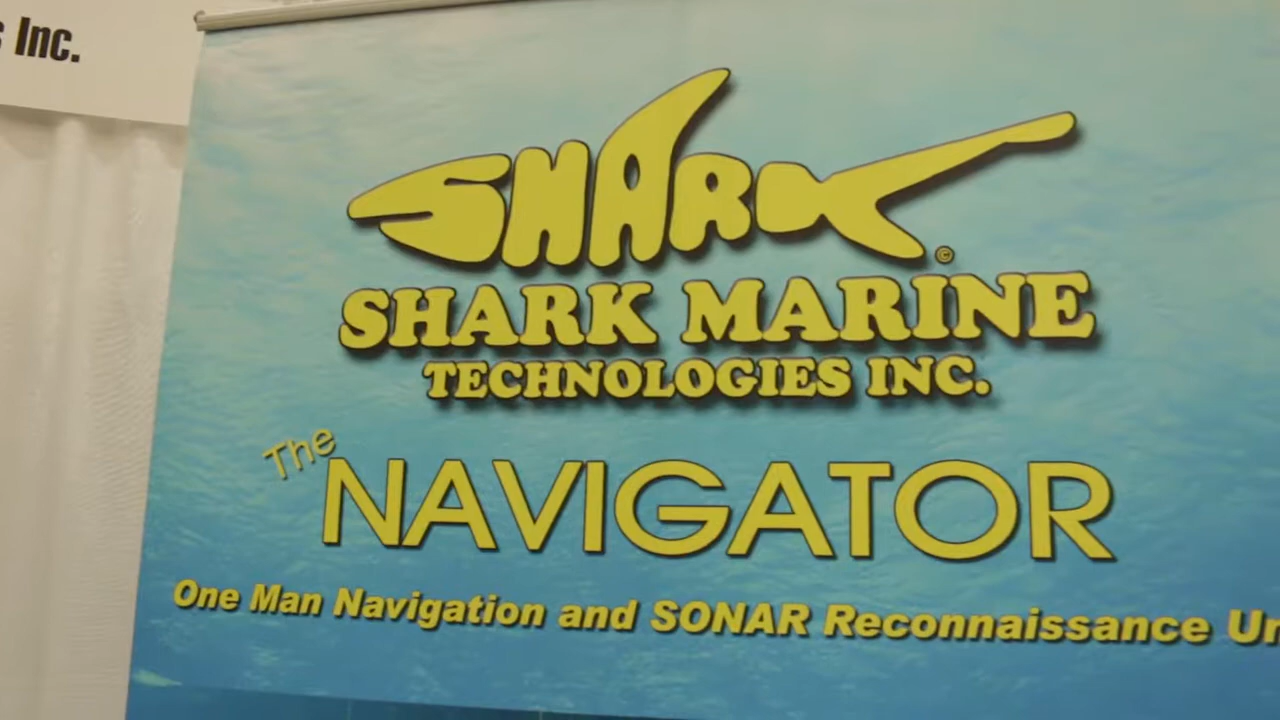 Inc.
SHARK
©
SHARK MARINE
TECHNOLOGIES INC.
The
NAVIGATOR
One Man Navigation and SONAR Reconnaissance